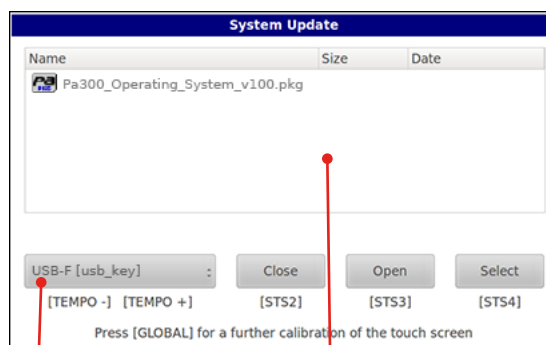 System Update
Name Size Date
Pa300_Operating_System_v100.pkg
USB-F [usb_key] : Close Open Select
[TEMPO -] [TEMPO +] [STS2] [STS3] [STS4]
Press [GLOBAL] for a further calibration of the touch screen